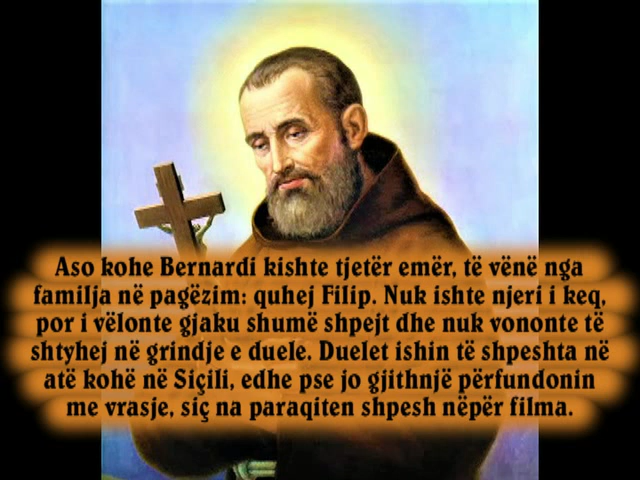 Aso kohe Bernardi kishte tjetër emër, të vënë nga
familja në pagëzim: quhej Filip. Nuk ishte njeri i keq,
por i vëlonte gjaku shumë shpejt dhe nuk vononte të
shtyhej në grindje e duele. Duelet ishin të shpeshta në
atë kohë në Siçili, edhe pse jo gjithnjë përfundonin
me vrasje, siç na paraqiten shpesh nëpër filma.